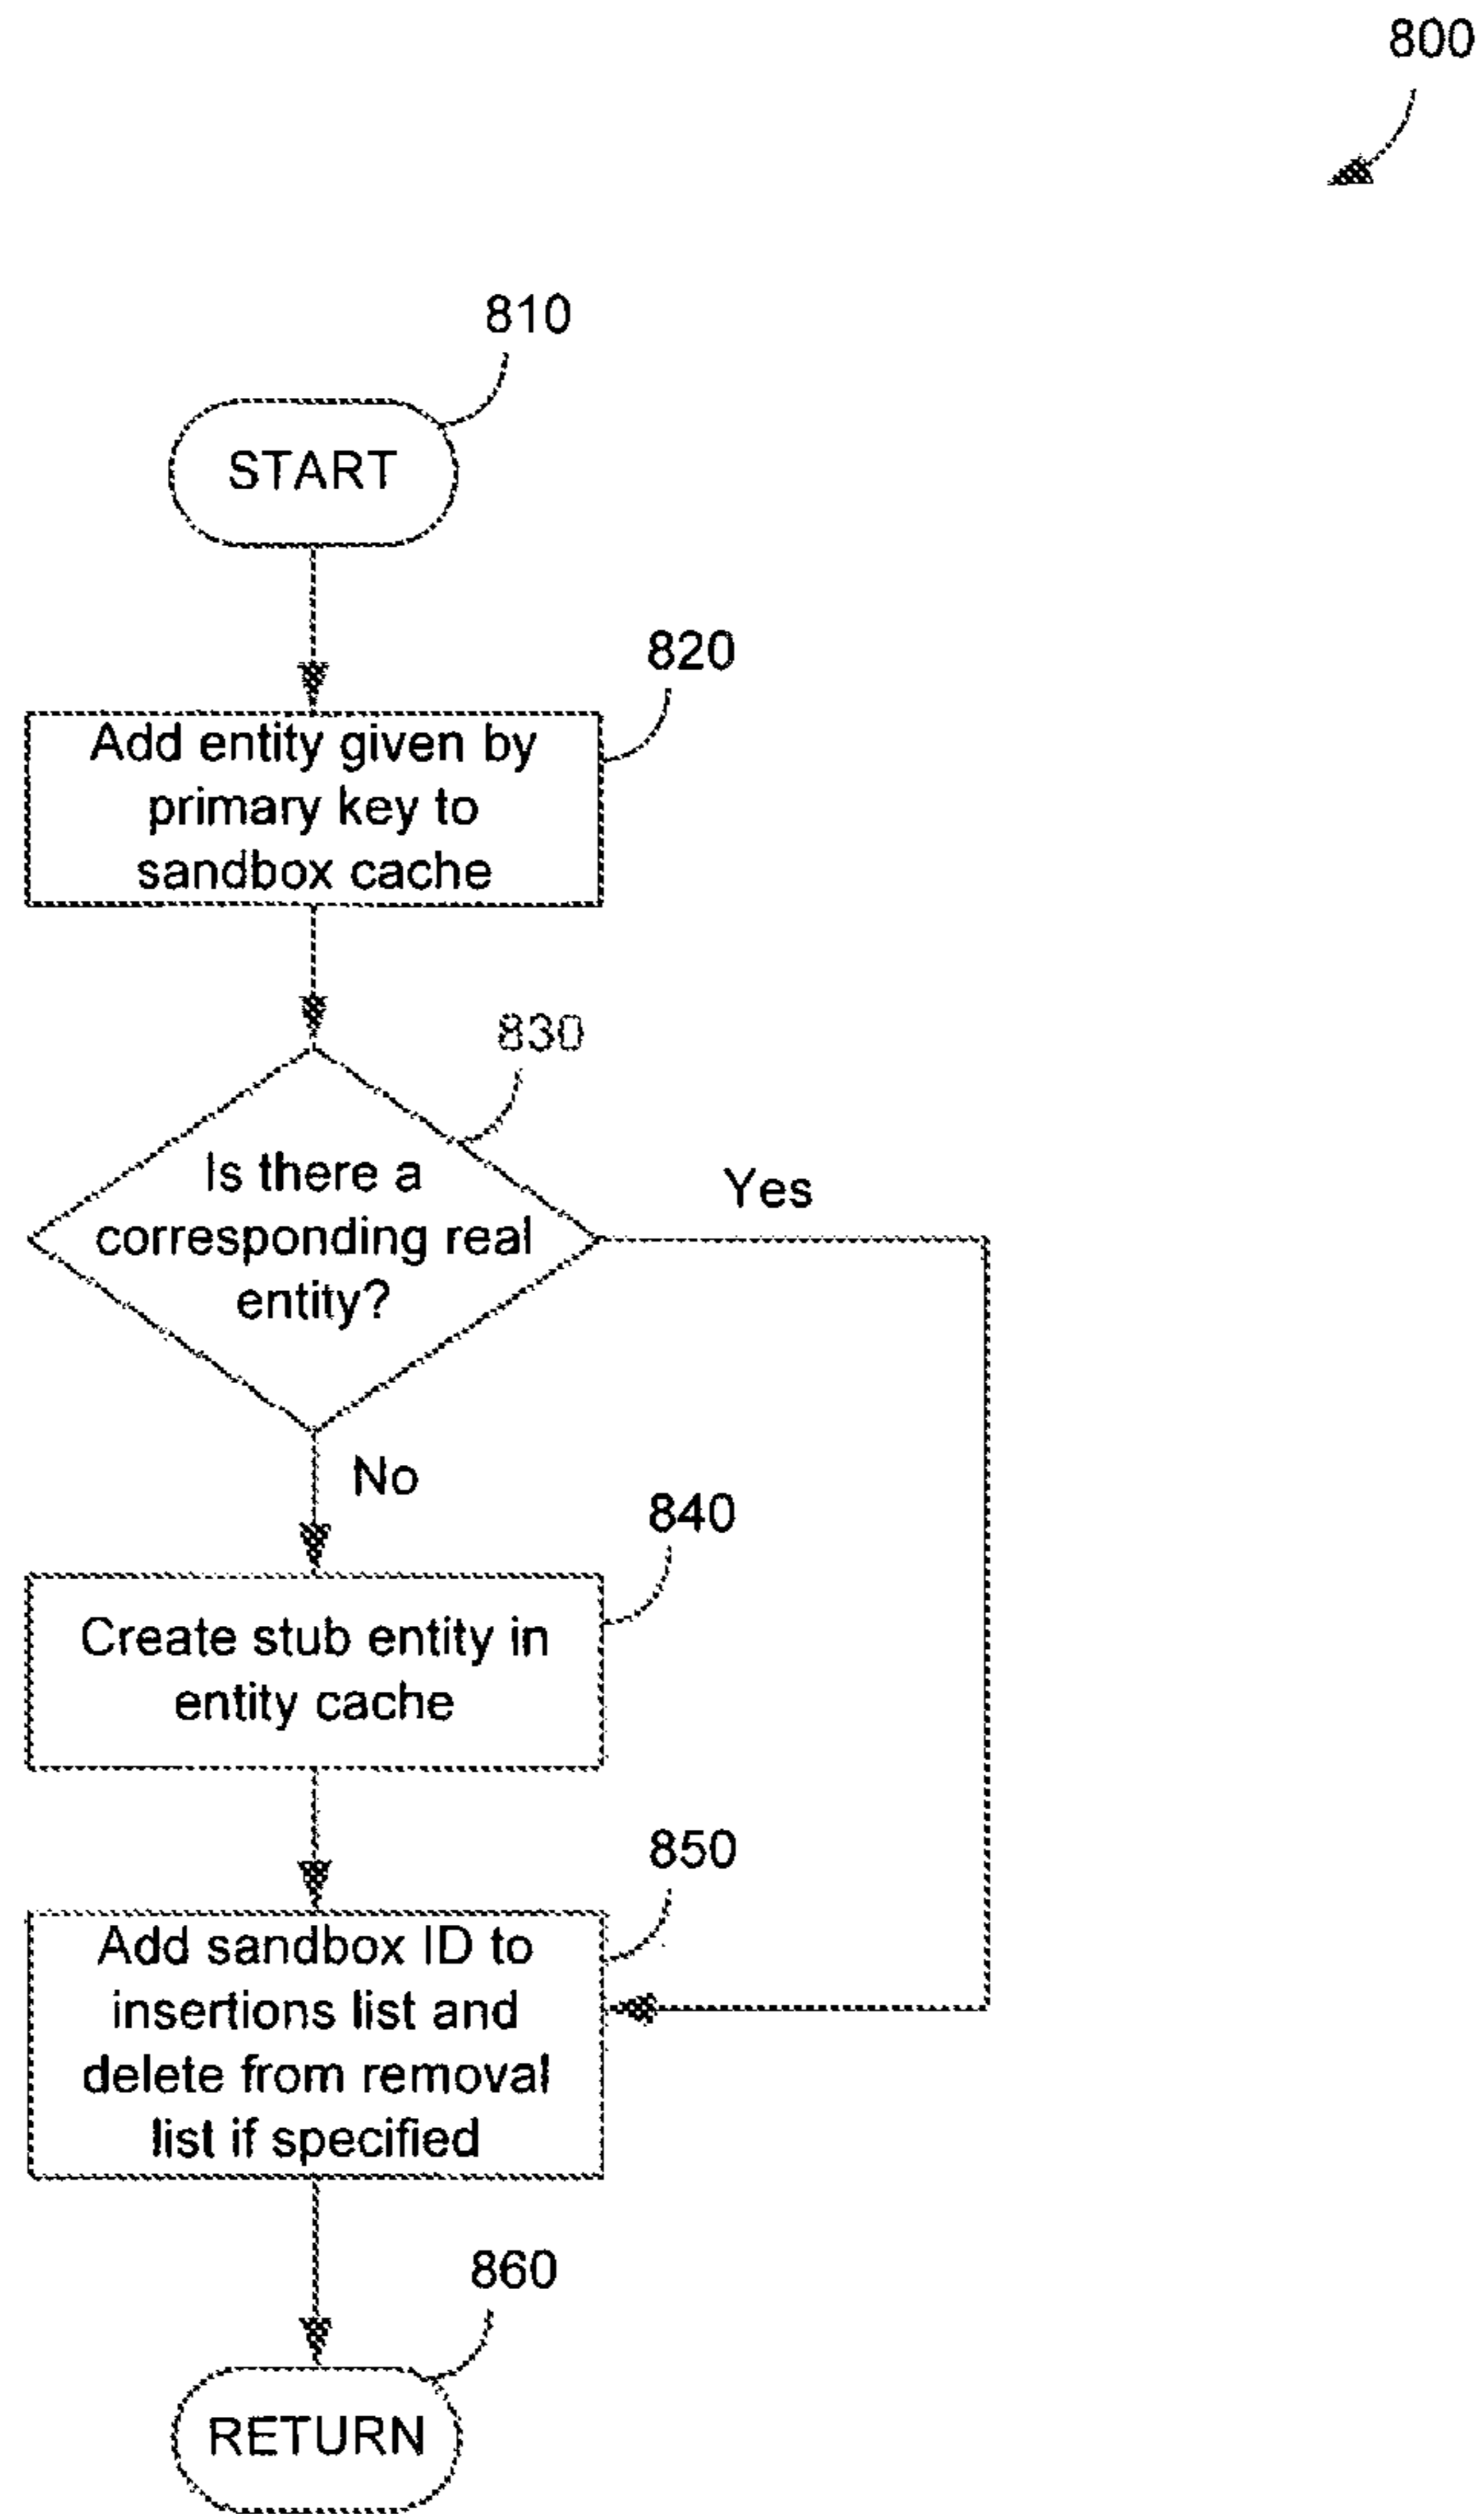 800
810
START
820
Add entity given by
primary key to
sandbox cache
830
Is there a
corresponding real
entity?
Yes
No
840
Create stub entity in
entity cache
850
Add sandbox ID to
insertions list and
delete from removal
list if specified
860
RETURN